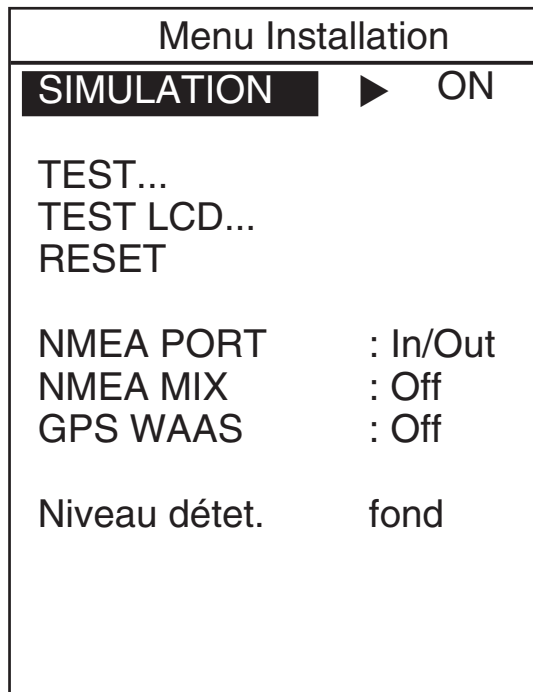 Menu Installation
SIMULATION ▶ ON
TEST...
TEST LCD...
RESET
NMEA PORT : In/Out
NMEA MIX : Off
GPS WAAS : Off
Niveau détet. fond